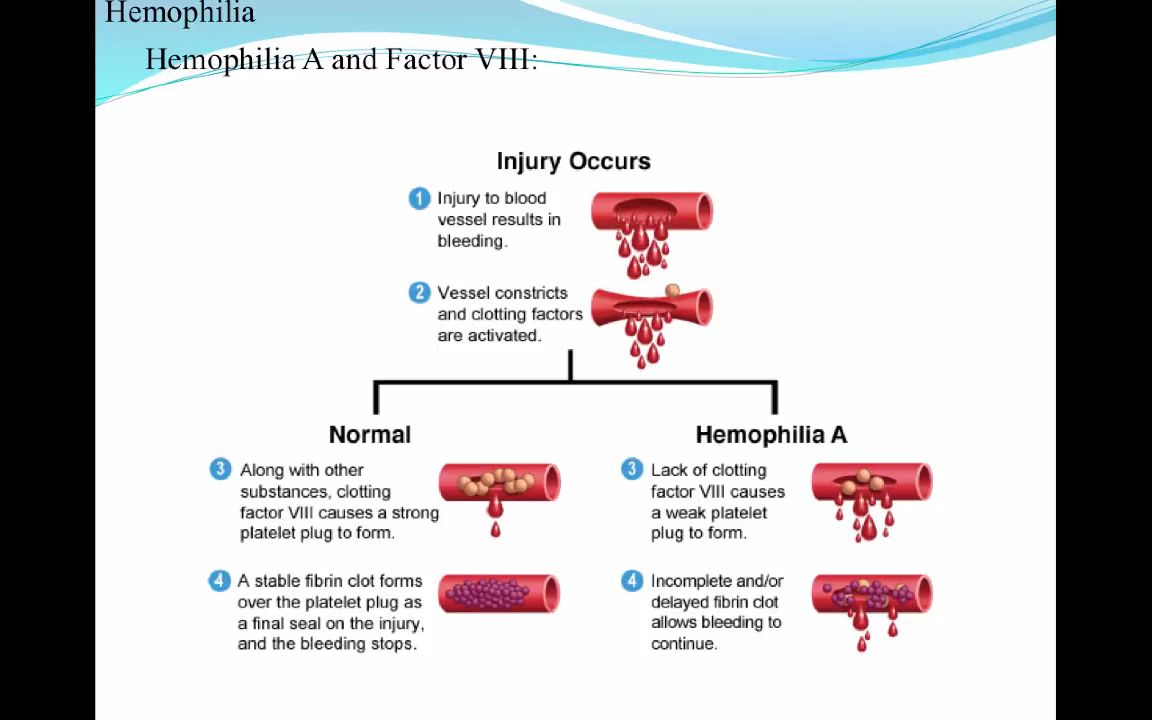 Hemophilia
Hemophilia A and Factor VIII:
Injury Occurs
1 Injury to blood
vessel results in
bleeding.
2 Vessel constricts
and clotting factors
are activated.
Normal
3 Along with other
substances, clotting
factor VIII causes a strong
platelet plug to form.
4 A stable fibrin clot forms
over the platelet plug as
a final seal on the injury,
and the bleeding stops.
Hemophilia A
3 Lack of clotting
factor VIII causes
a weak platelet
plug to form.
4 Incomplete and/or
delayed fibrin clot
allows bleeding to
continue.